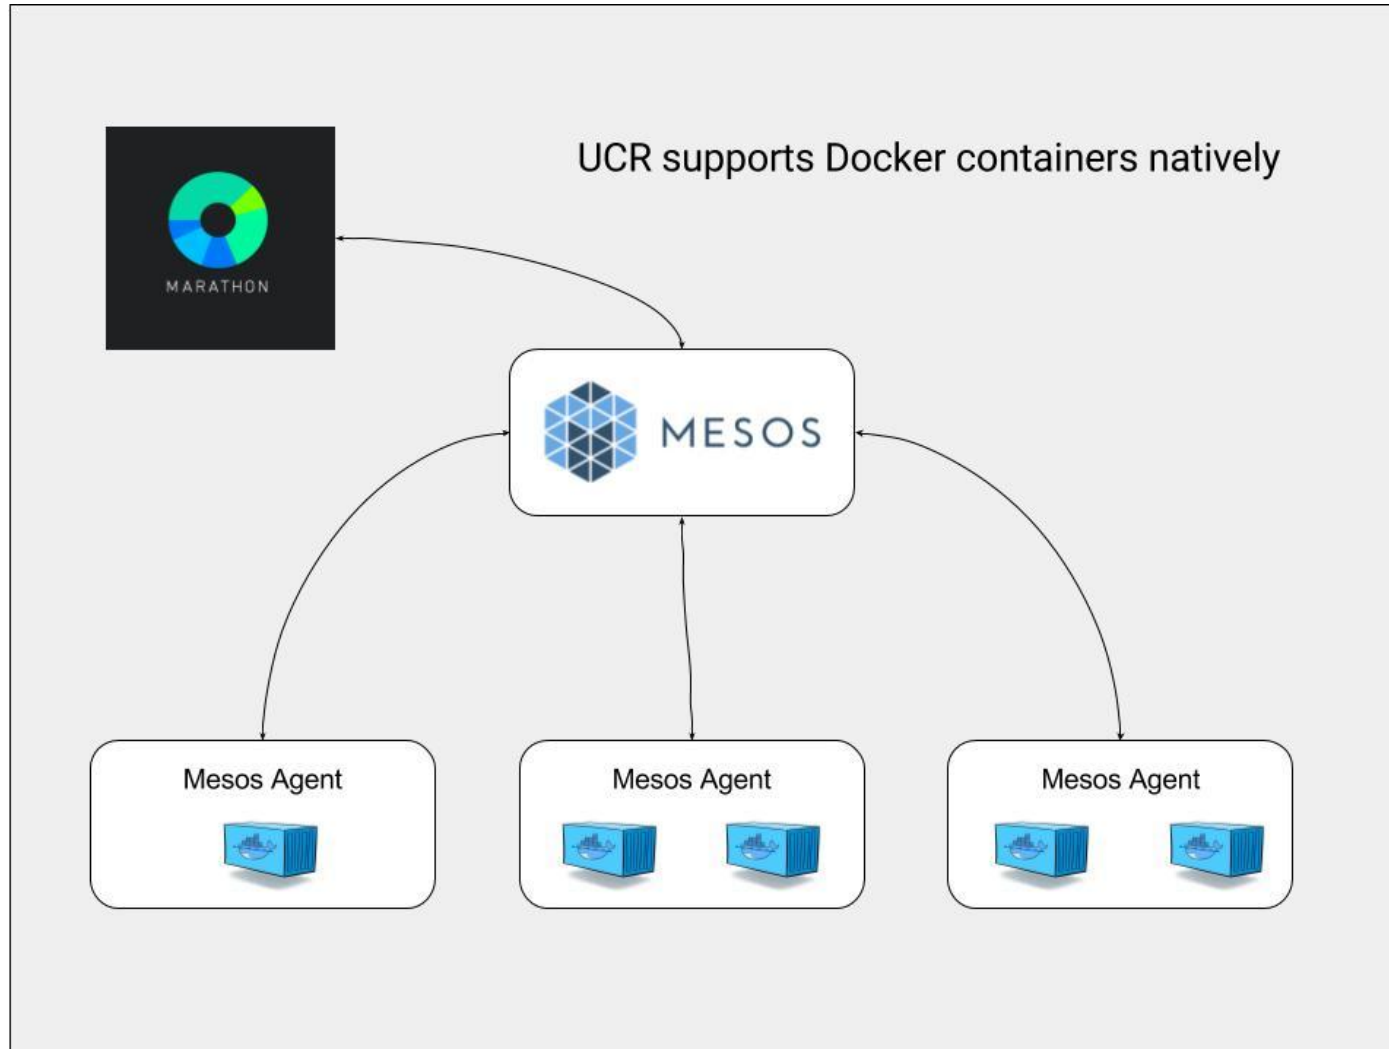 UCR supports Docker containers natively
MARATHON
MESOS
Mesos Agent
Mesos Agent
Mesos Agent